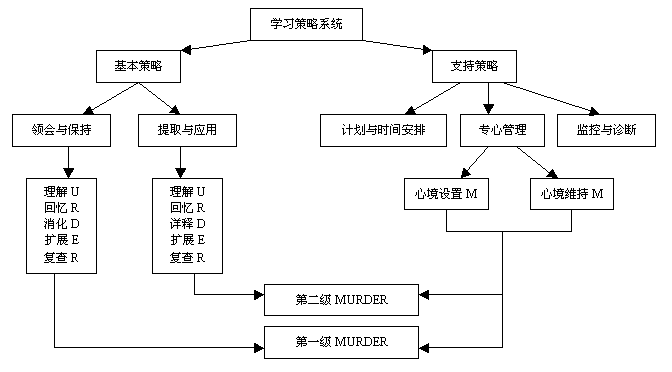 学习策略系统
基本策略
支持策略
领会与保持
提取与应用
计划与时间安排
专心管理
监控与诊断
理解 U
回忆 R
消化 D
扩展 E
复查 R
理解 U
回忆 R
详释 D
扩展 E
复查 R
心境设置 M
心境维持 M
第二级 MURDER
第一级 MURDER